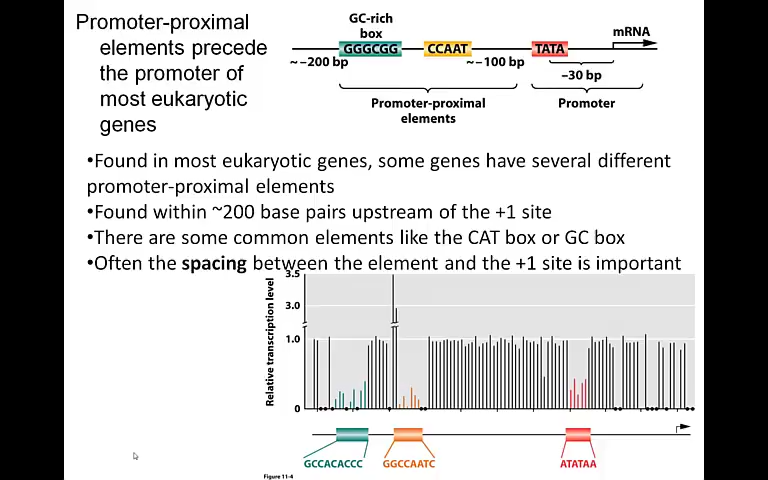 Promoter-proximal
elements precede
the promoter of
most eukaryotic
genes
GC-rich
box
GGGCGG
CCAAT
TATA
mRNA
~–200 bp
~–100 bp
–30 bp
Promoter-proximal
elements
Promoter
•Found in most eukaryotic genes, some genes have several different
promoter-proximal elements
•Found within ~200 base pairs upstream of the +1 site
•There are some common elements like the CAT box or GC box
•Often the spacing between the element and the +1 site is important
Relative transcription level
3.5
3.0
1.0
0
GCCACACCC
GGCCAATC
ATATAA
Figure 11-4